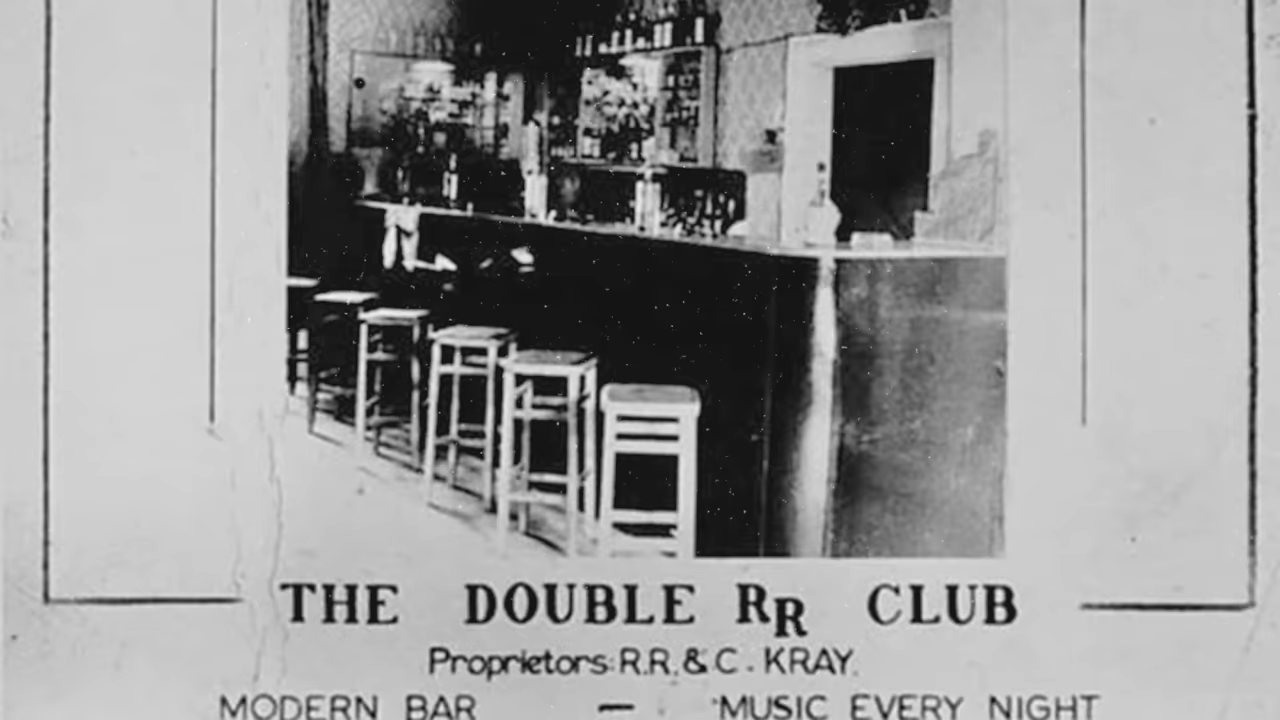 THE DOUBLE RR CLUB
Proprietors: R.R. & C. KRAY.
MODERN BAR — MUSIC EVERY NIGHT